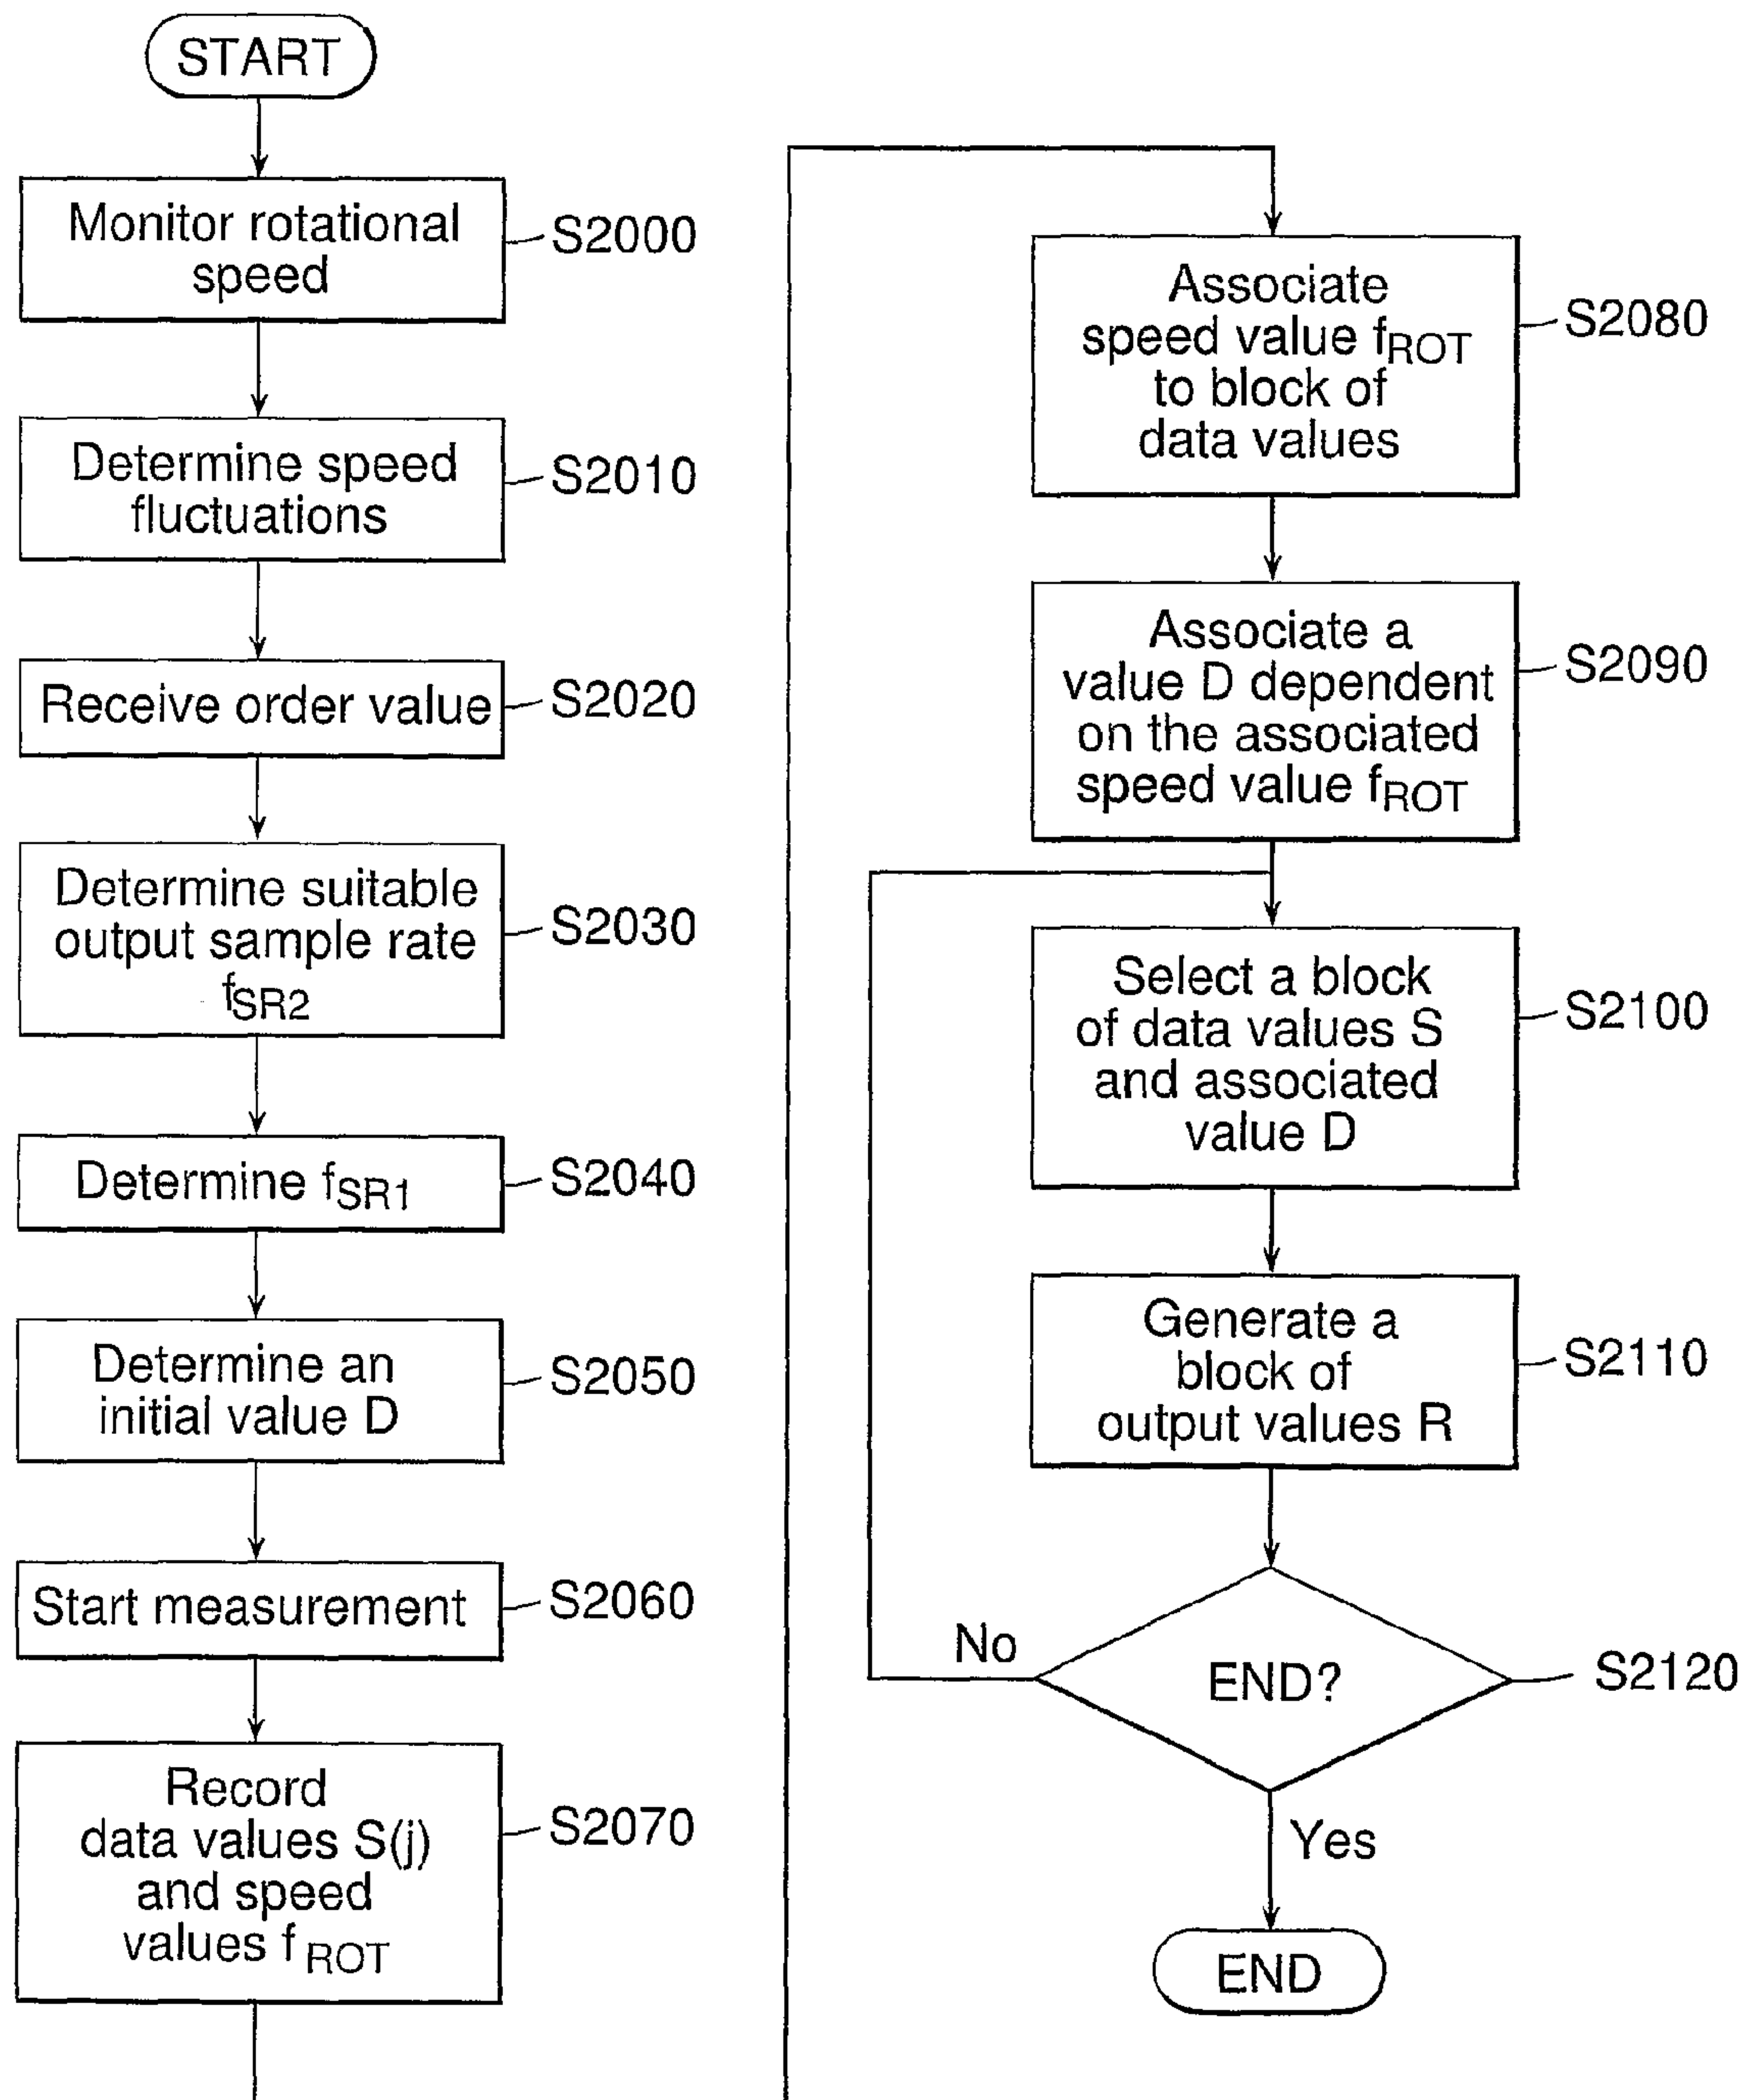 START
Monitor rotational
speed
S2000
Determine speed
fluctuations
S2010
Receive order value
S2020
Determine suitable
output sample rate
fSR2
S2030
Determine fSR1
S2040
Determine an
initial value D
S2050
Start measurement
S2060
Record
data values S(j)
and speed
values f ROT
S2070
Associate
speed value fROT
to block of
data values
S2080
Associate a
value D dependent
on the associated
speed value fROT
S2090
Select a block
of data values S
and associated
value D
S2100
Generate a
block of
output values R
S2110
No
END?
S2120
Yes
END